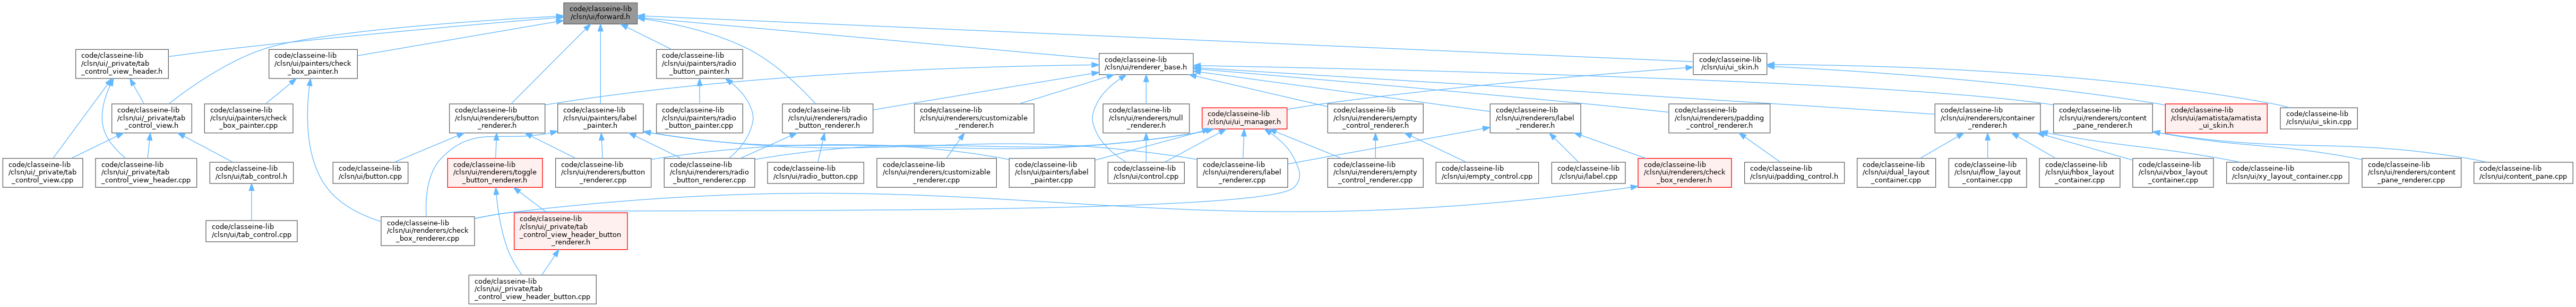 code/classeine-lib
/clsn/ui/forward.h
code/classeine-lib
/clsn/ui/_private/tab
_control_view_header.h
code/classeine-lib
/clsn/ui/painters/check
_box_painter.h
code/classeine-lib
/clsn/ui/painters/radio
_button_painter.h
code/classeine-lib
/clsn/ui/renderer_base.h
code/classeine-lib
/clsn/ui/ui_skin.h
code/classeine-lib
/clsn/ui/_private/tab
_control_view.h
code/classeine-lib
/clsn/ui/painters/check
_box_painter.cpp
code/classeine-lib
/clsn/ui/renderers/button
_renderer.h
code/classeine-lib
/clsn/ui/painters/label
_painter.h
code/classeine-lib
/clsn/ui/painters/radio
_button_painter.cpp
code/classeine-lib
/clsn/ui/renderers/radio
_button_renderer.h
code/classeine-lib
/clsn/ui/renderers/customizable
_renderer.h
code/classeine-lib
/clsn/ui/renderers/null
_renderer.h
code/classeine-lib
/clsn/ui/ui_manager.h
code/classeine-lib
/clsn/ui/renderers/empty
_control_renderer.h
code/classeine-lib
/clsn/ui/renderers/label
_renderer.h
code/classeine-lib
/clsn/ui/renderers/padding
_control_renderer.h
code/classeine-lib
/clsn/ui/renderers/container
_renderer.h
code/classeine-lib
/clsn/ui/renderers/content
_pane_renderer.h
code/classeine-lib
/clsn/ui/amatista/amatista
_ui_skin.h
code/classeine-lib
/clsn/ui/ui_skin.cpp
code/classeine-lib
/clsn/ui/_private/tab
_control_view.cpp
code/classeine-lib
/clsn/ui/_private/tab
_control_view_header.cpp
code/classeine-lib
/clsn/ui/tab_control.h
code/classeine-lib
/clsn/ui/button.cpp
code/classeine-lib
/clsn/ui/renderers/toggle
_button_renderer.h
code/classeine-lib
/clsn/ui/renderers/button
_renderer.cpp
code/classeine-lib
/clsn/ui/renderers/radio
_button_renderer.cpp
code/classeine-lib
/clsn/ui/radio_button.cpp
code/classeine-lib
/clsn/ui/renderers/customizable
_renderer.cpp
code/classeine-lib
/clsn/ui/painters/label
_painter.cpp
code/classeine-lib
/clsn/ui/control.cpp
code/classeine-lib
/clsn/ui/renderers/label
_renderer.cpp
code/classeine-lib
/clsn/ui/renderers/empty
_control_renderer.cpp
code/classeine-lib
/clsn/ui/empty_control.cpp
code/classeine-lib
/clsn/ui/label.cpp
code/classeine-lib
/clsn/ui/renderers/check
_box_renderer.h
code/classeine-lib
/clsn/ui/padding_control.h
code/classeine-lib
/clsn/ui/dual_layout
_container.cpp
code/classeine-lib
/clsn/ui/flow_layout
_container.cpp
code/classeine-lib
/clsn/ui/hbox_layout
_container.cpp
code/classeine-lib
/clsn/ui/vbox_layout
_container.cpp
code/classeine-lib
/clsn/ui/xy_layout_container.cpp
code/classeine-lib
/clsn/ui/renderers/content
_pane_renderer.cpp
code/classeine-lib
/clsn/ui/content_pane.cpp
code/classeine-lib
/clsn/ui/tab_control.cpp
code/classeine-lib
/clsn/ui/renderers/check
_box_renderer.cpp
code/classeine-lib
/clsn/ui/_private/tab
_control_view_header_button
_renderer.h
code/classeine-lib
/clsn/ui/_private/tab
_control_view_header_button.cpp